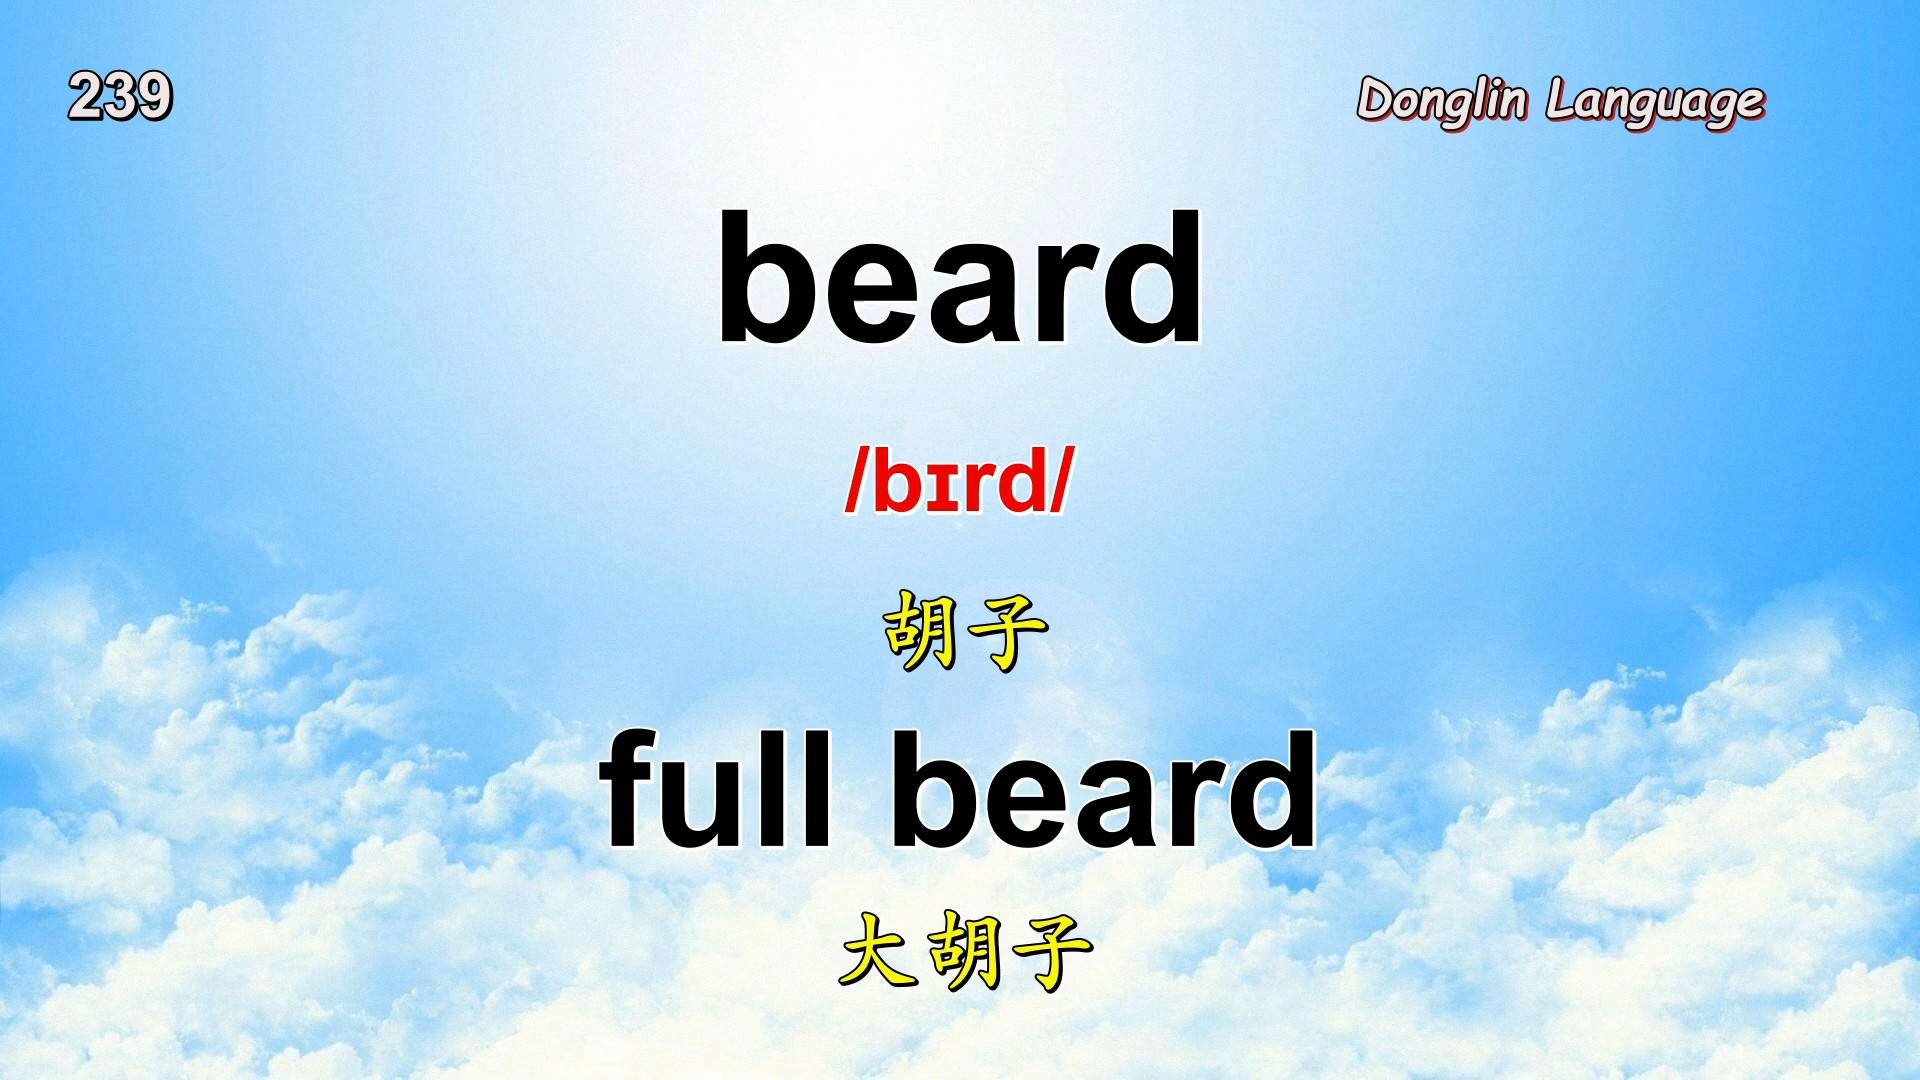 239
Donglin Language
beard
/bɪrd/
胡子
full beard
大胡子